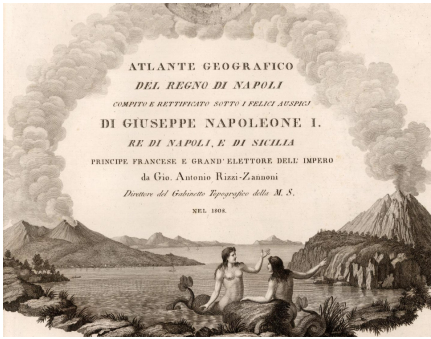 ATLANTE GEOGRAFICO
DEL REGNO DI NAPOLI
COMPITO E RETTIFICATO SOTTO I FELICI AUSPICJ
DI GIUSEPPE NAPOLEONE I.
RE DI NAPOLI, E DI SICILIA
PRINCIPE FRANCESE E GRAND' ELETTORE DELL' IMPERO
da Gio. Antonio Rizzi-Zannoni
Direttore del Gabinetto Topografico della M. S.
NEL 1808.